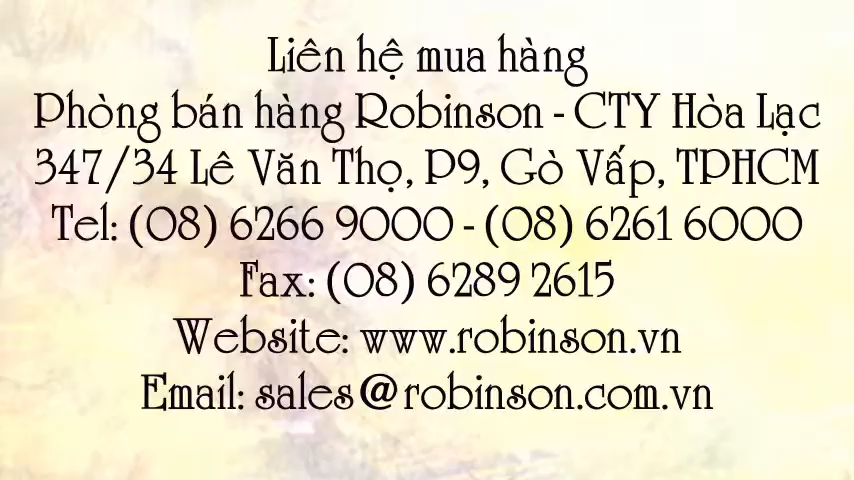 Liên hệ mua hàng
Phòng bán hàng Robinson - CTY Hòa Lạc
347/34 Lê Văn Thọ, P9, Gò Vấp, TPHCM
Tel: (08) 6266 9000 - (08) 6261 6000
Fax: (08) 6289 2615
Website: www.robinson.vn
Email: sales@robinson.com.vn